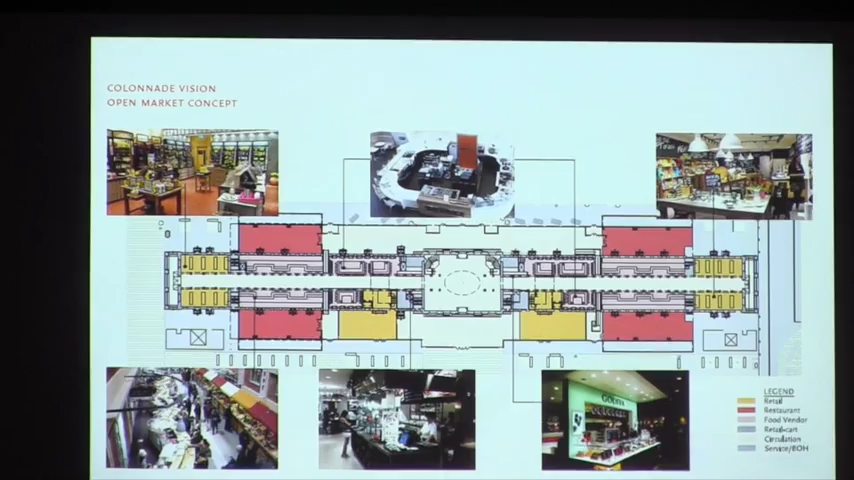 COLONNADE VISION
OPEN MARKET CONCEPT
GODIVA
LEGEND
Retail
Restaurant
Food Vendor
Retail-cart
Circulation
Service/BOH